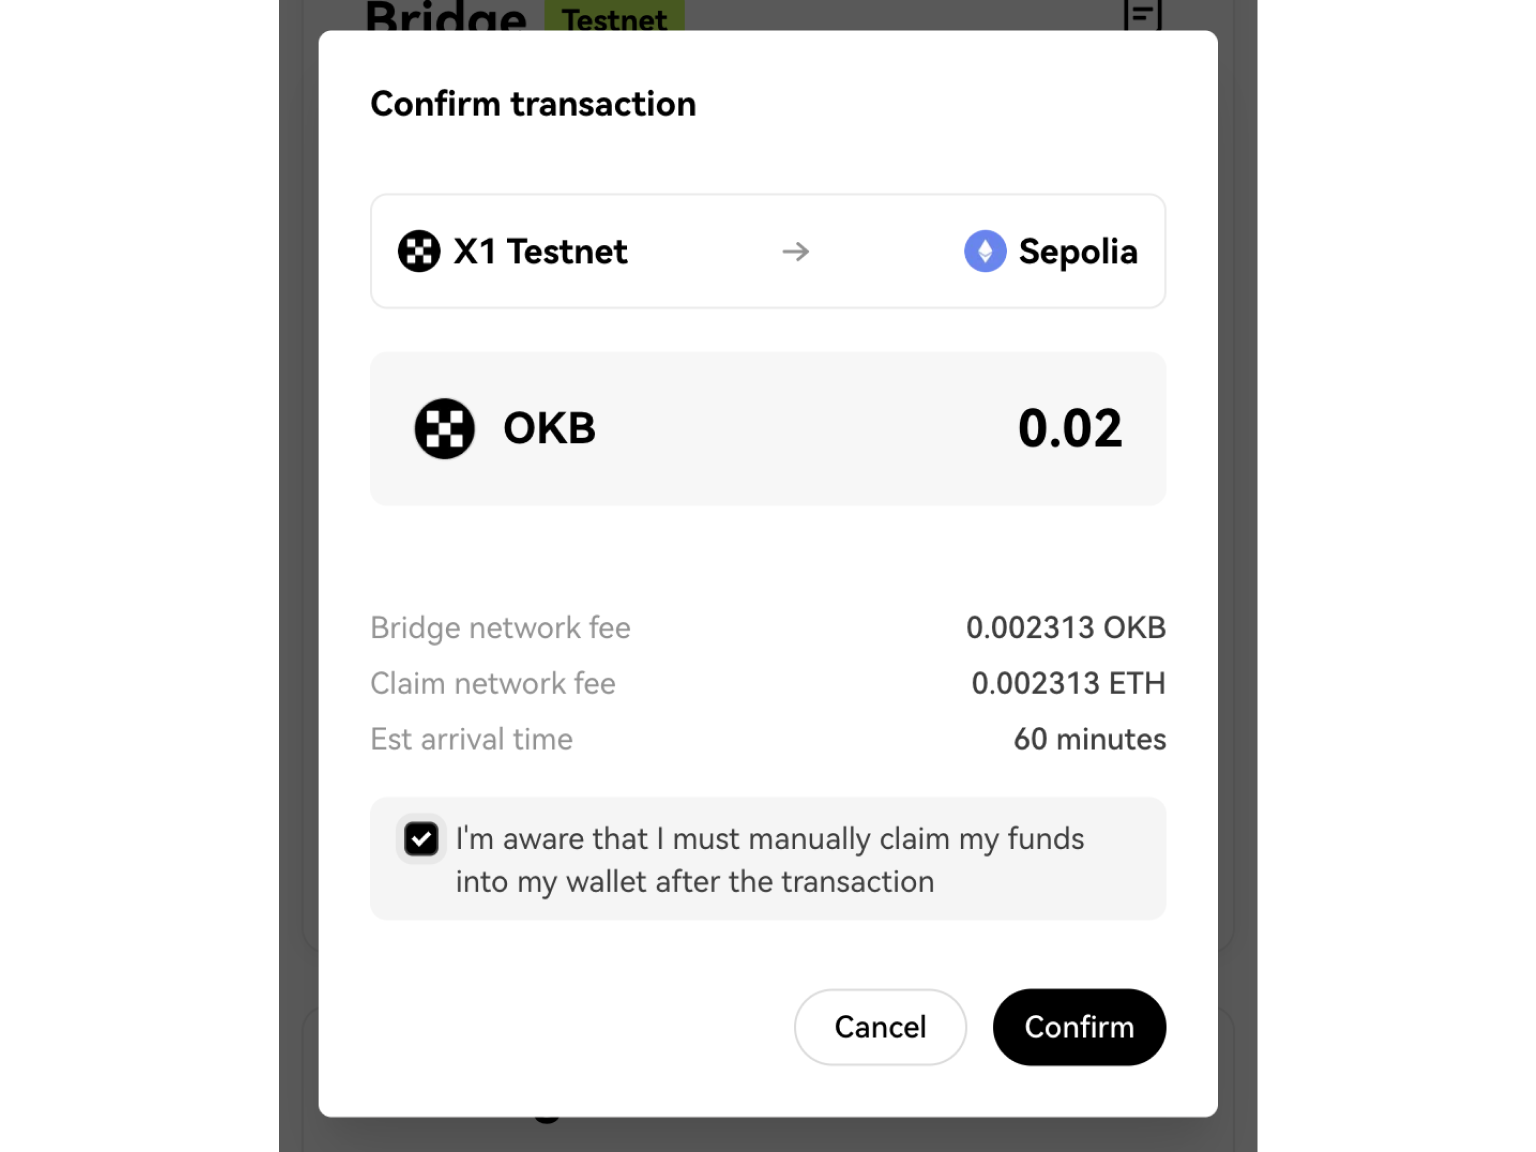 Bridge Testnet
Confirm transaction
X1 Testnet → Sepolia
OKB 0.02
Bridge network fee 0.002313 OKB
Claim network fee 0.002313 ETH
Est arrival time 60 minutes
I'm aware that I must manually claim my funds
into my wallet after the transaction
Cancel Confirm